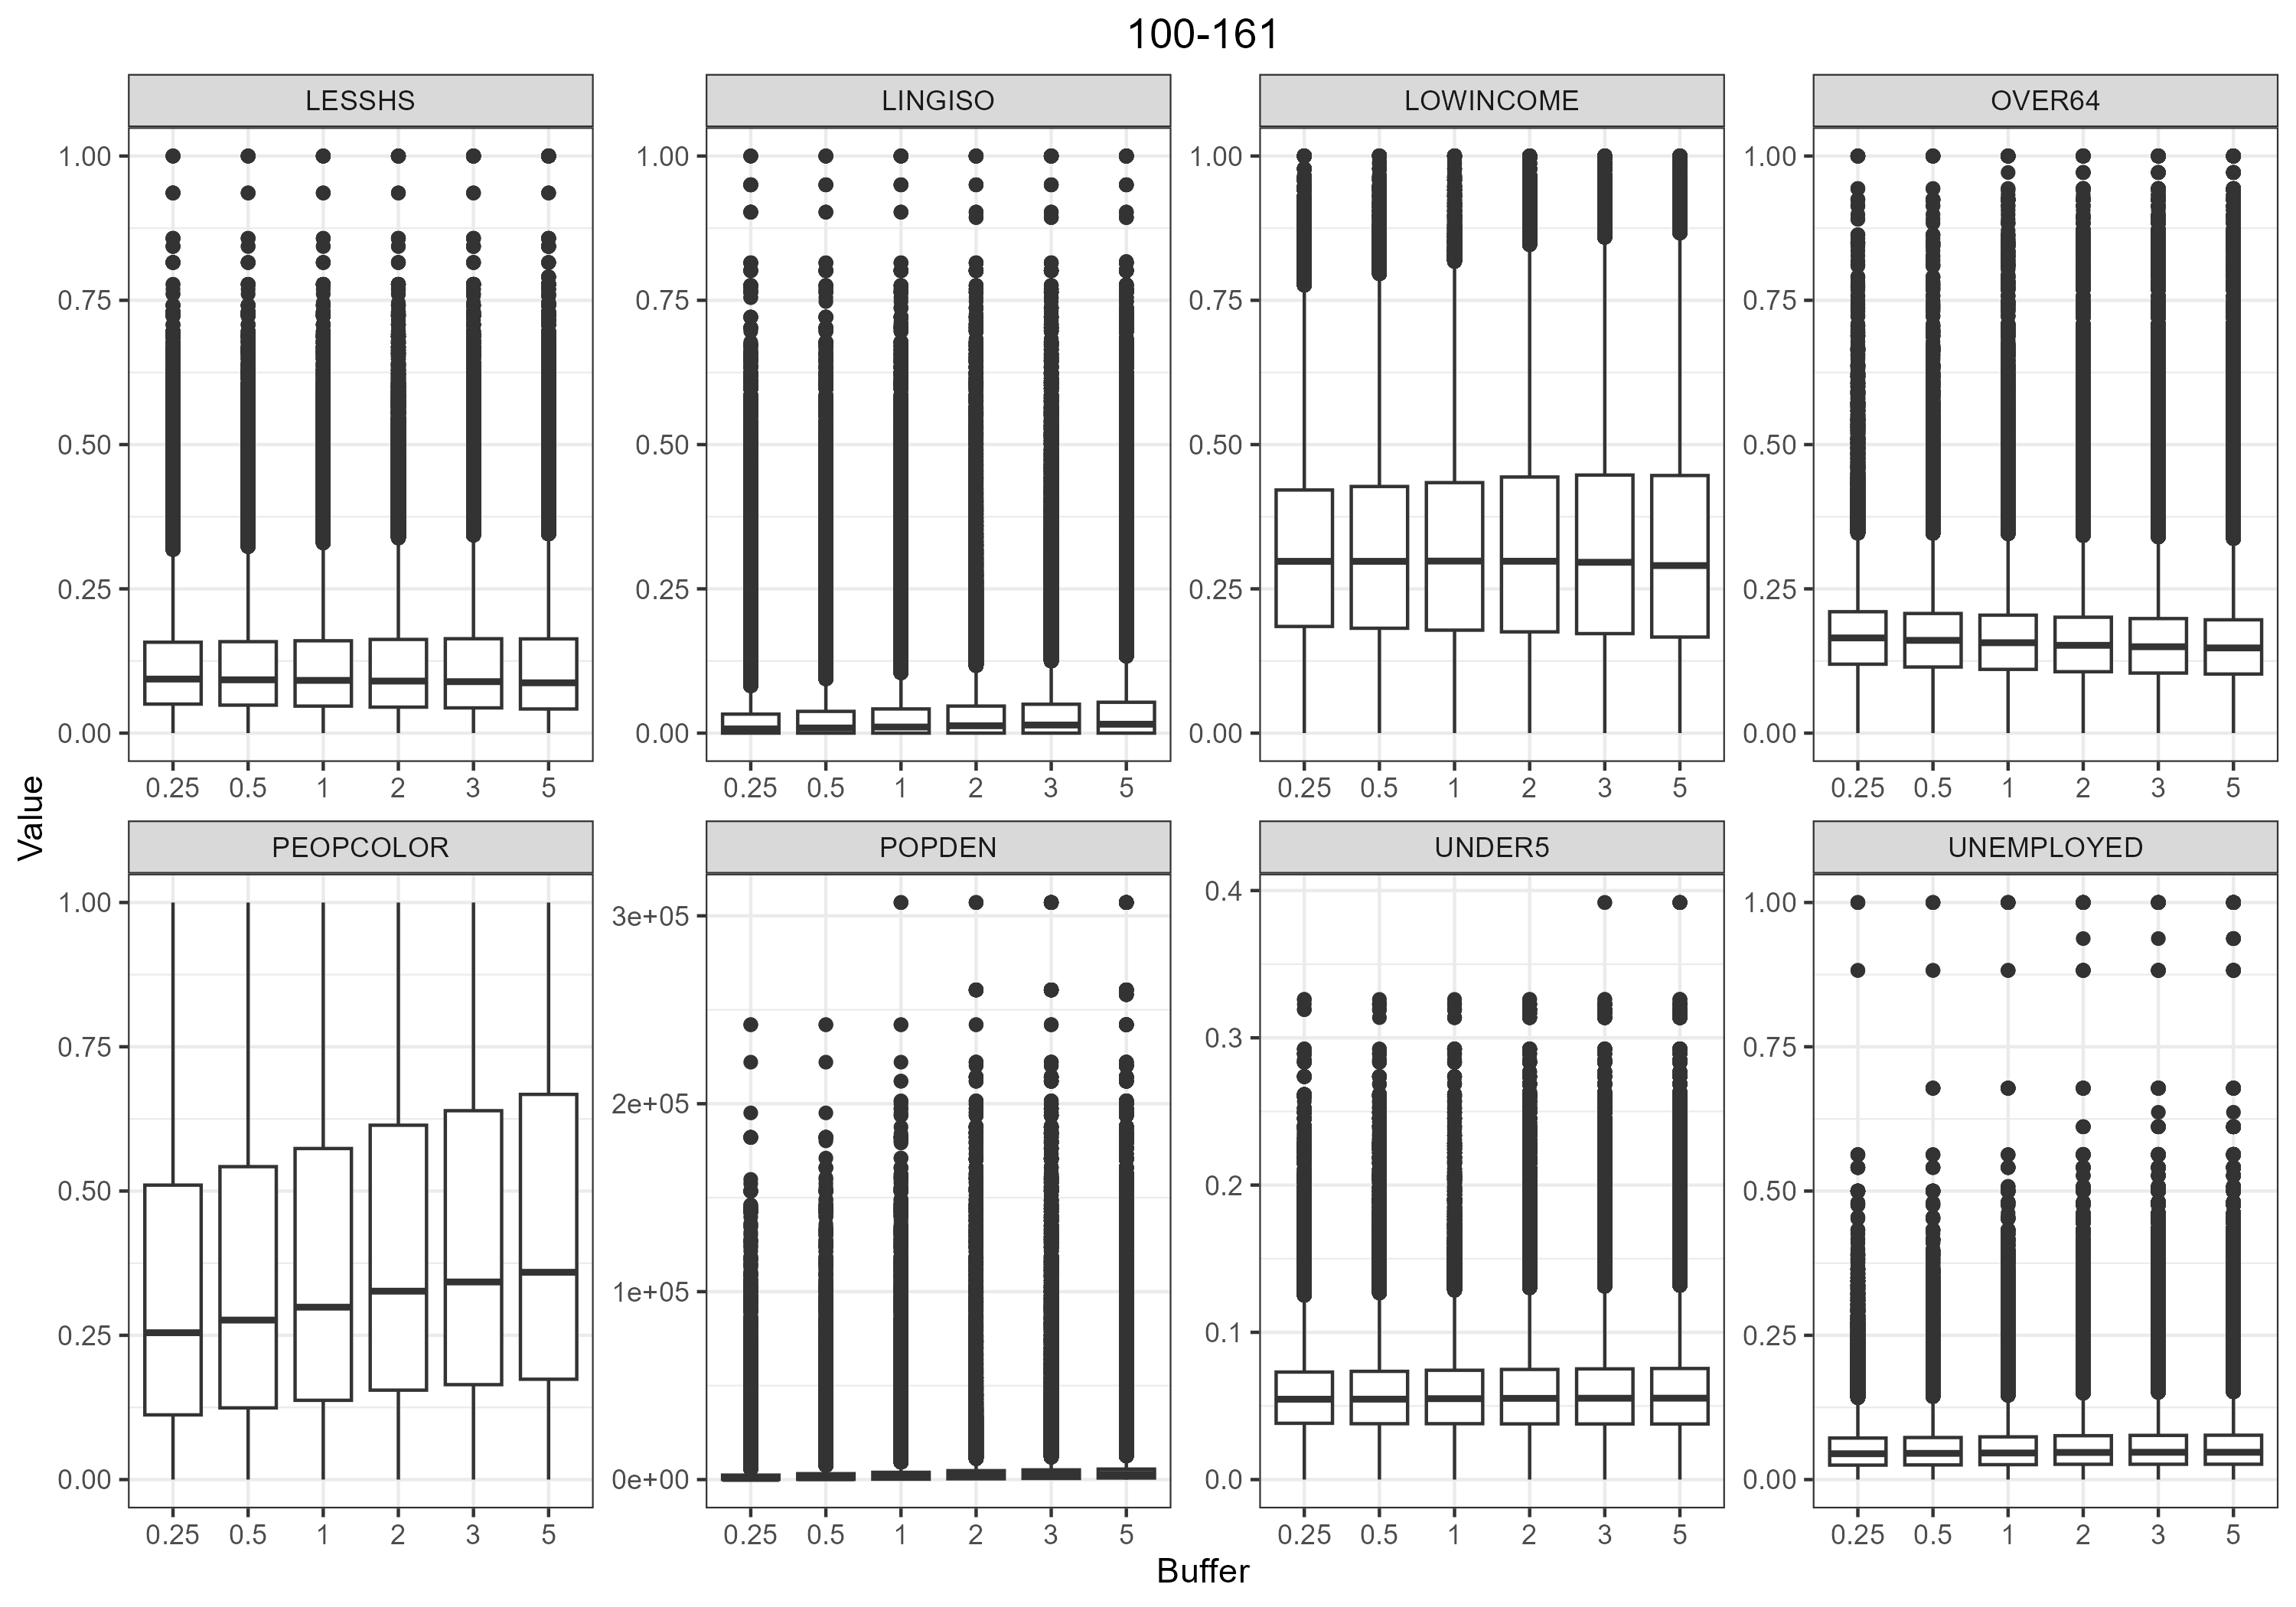 100-161
LESSHS LINGISO LOWINCOME OVER64
1.00 1.00 1.00 1.00
0.75 0.75 0.75 0.75
0.50 0.50 0.50 0.50
0.25 0.25 0.25 0.25
0.00 0.00 0.00 0.00
0.25 0.5 1 2 3 5 0.25 0.5 1 2 3 5 0.25 0.5 1 2 3 5 0.25 0.5 1 2 3 5
Value
PEOPCOLOR POPDEN UNDER5 UNEMPLOYED
1.00 3e+05 0.4 1.00
0.75 2e+05 0.3 0.75
0.50 1e+05 0.2 0.50
0.25 0e+00 0.1 0.25
0.00 0.0 0.00
0.25 0.5 1 2 3 5 0.25 0.5 1 2 3 5 0.25 0.5 1 2 3 5 0.25 0.5 1 2 3 5
Buffer